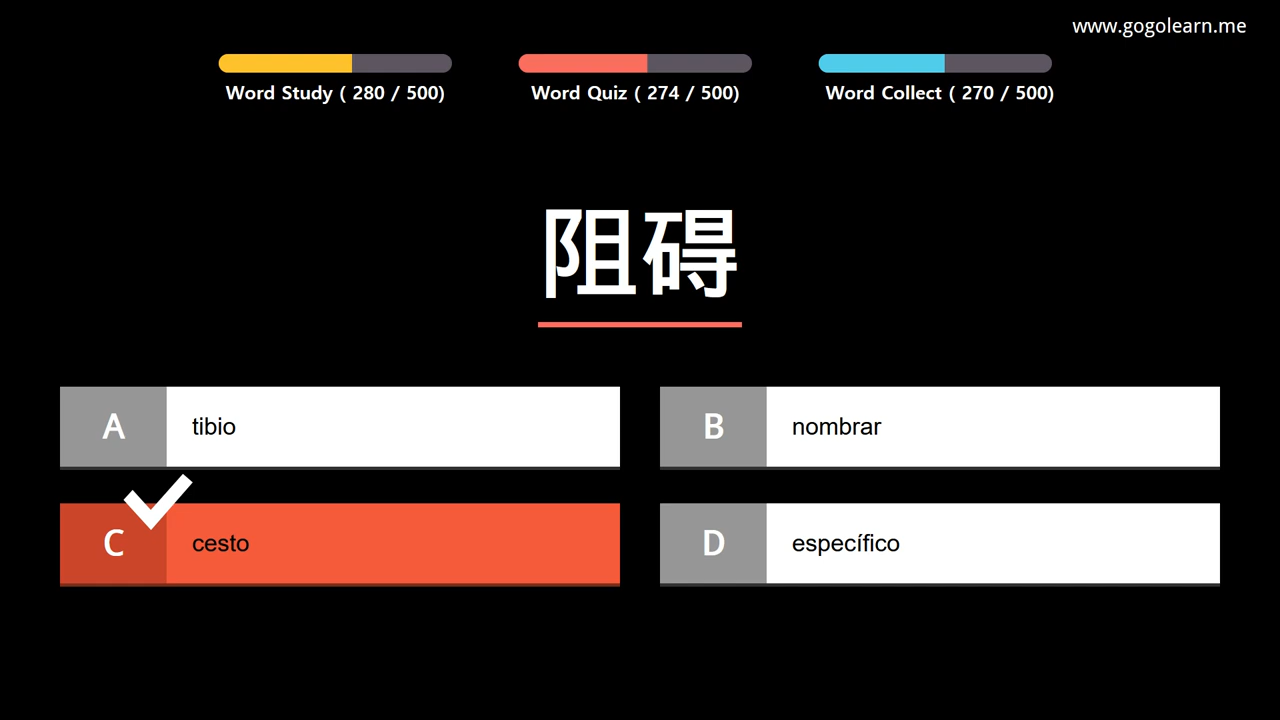 www.gogolearn.me
Word Study ( 280 / 500)
Word Quiz ( 274 / 500)
Word Collect ( 270 / 500)
阻碍
A tibio
B nombrar
C cesto
D específico